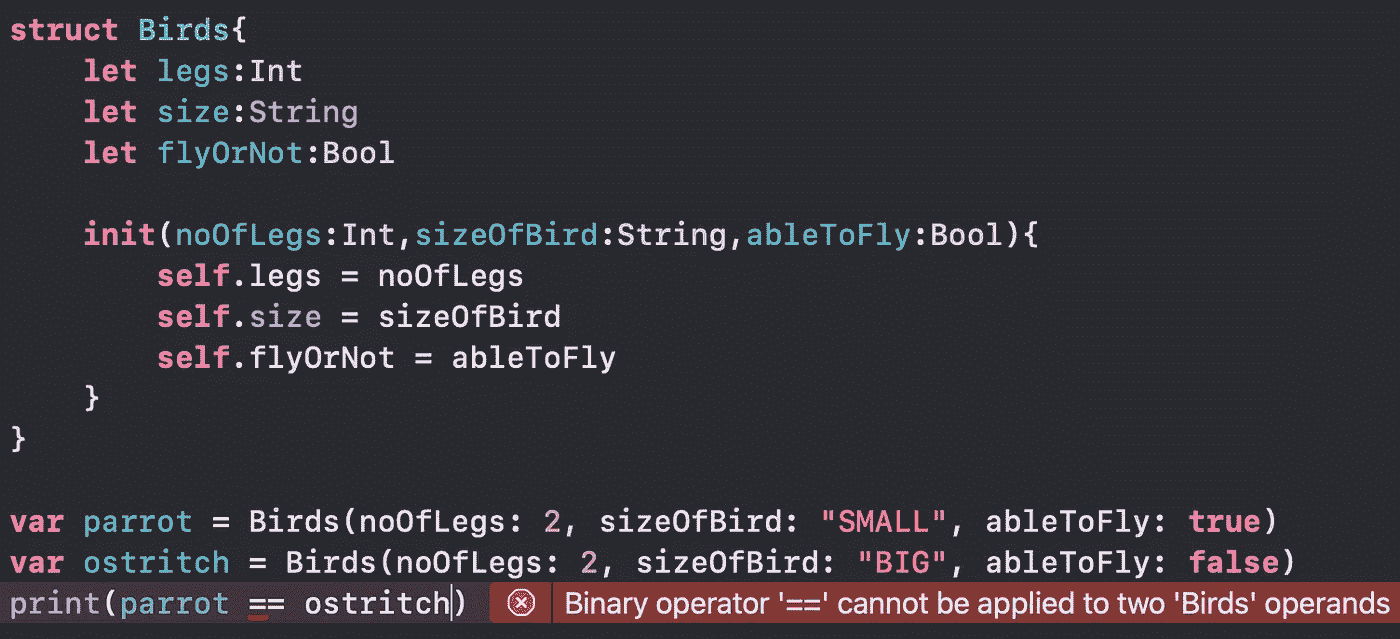 struct Birds{
    let legs:Int
    let size:String
    let flyOrNot:Bool
    init(noOfLegs:Int,sizeOfBird:String,ableToFly:Bool){
        self.legs = noOfLegs
        self.size = sizeOfBird
        self.flyOrNot = ableToFly
    }
}
var parrot = Birds(noOfLegs: 2, sizeOfBird: "SMALL", ableToFly: true)
var ostritch = Birds(noOfLegs: 2, sizeOfBird: "BIG", ableToFly: false)
print(parrot == ostritch) Binary operator '==' cannot be applied to two 'Birds' operands